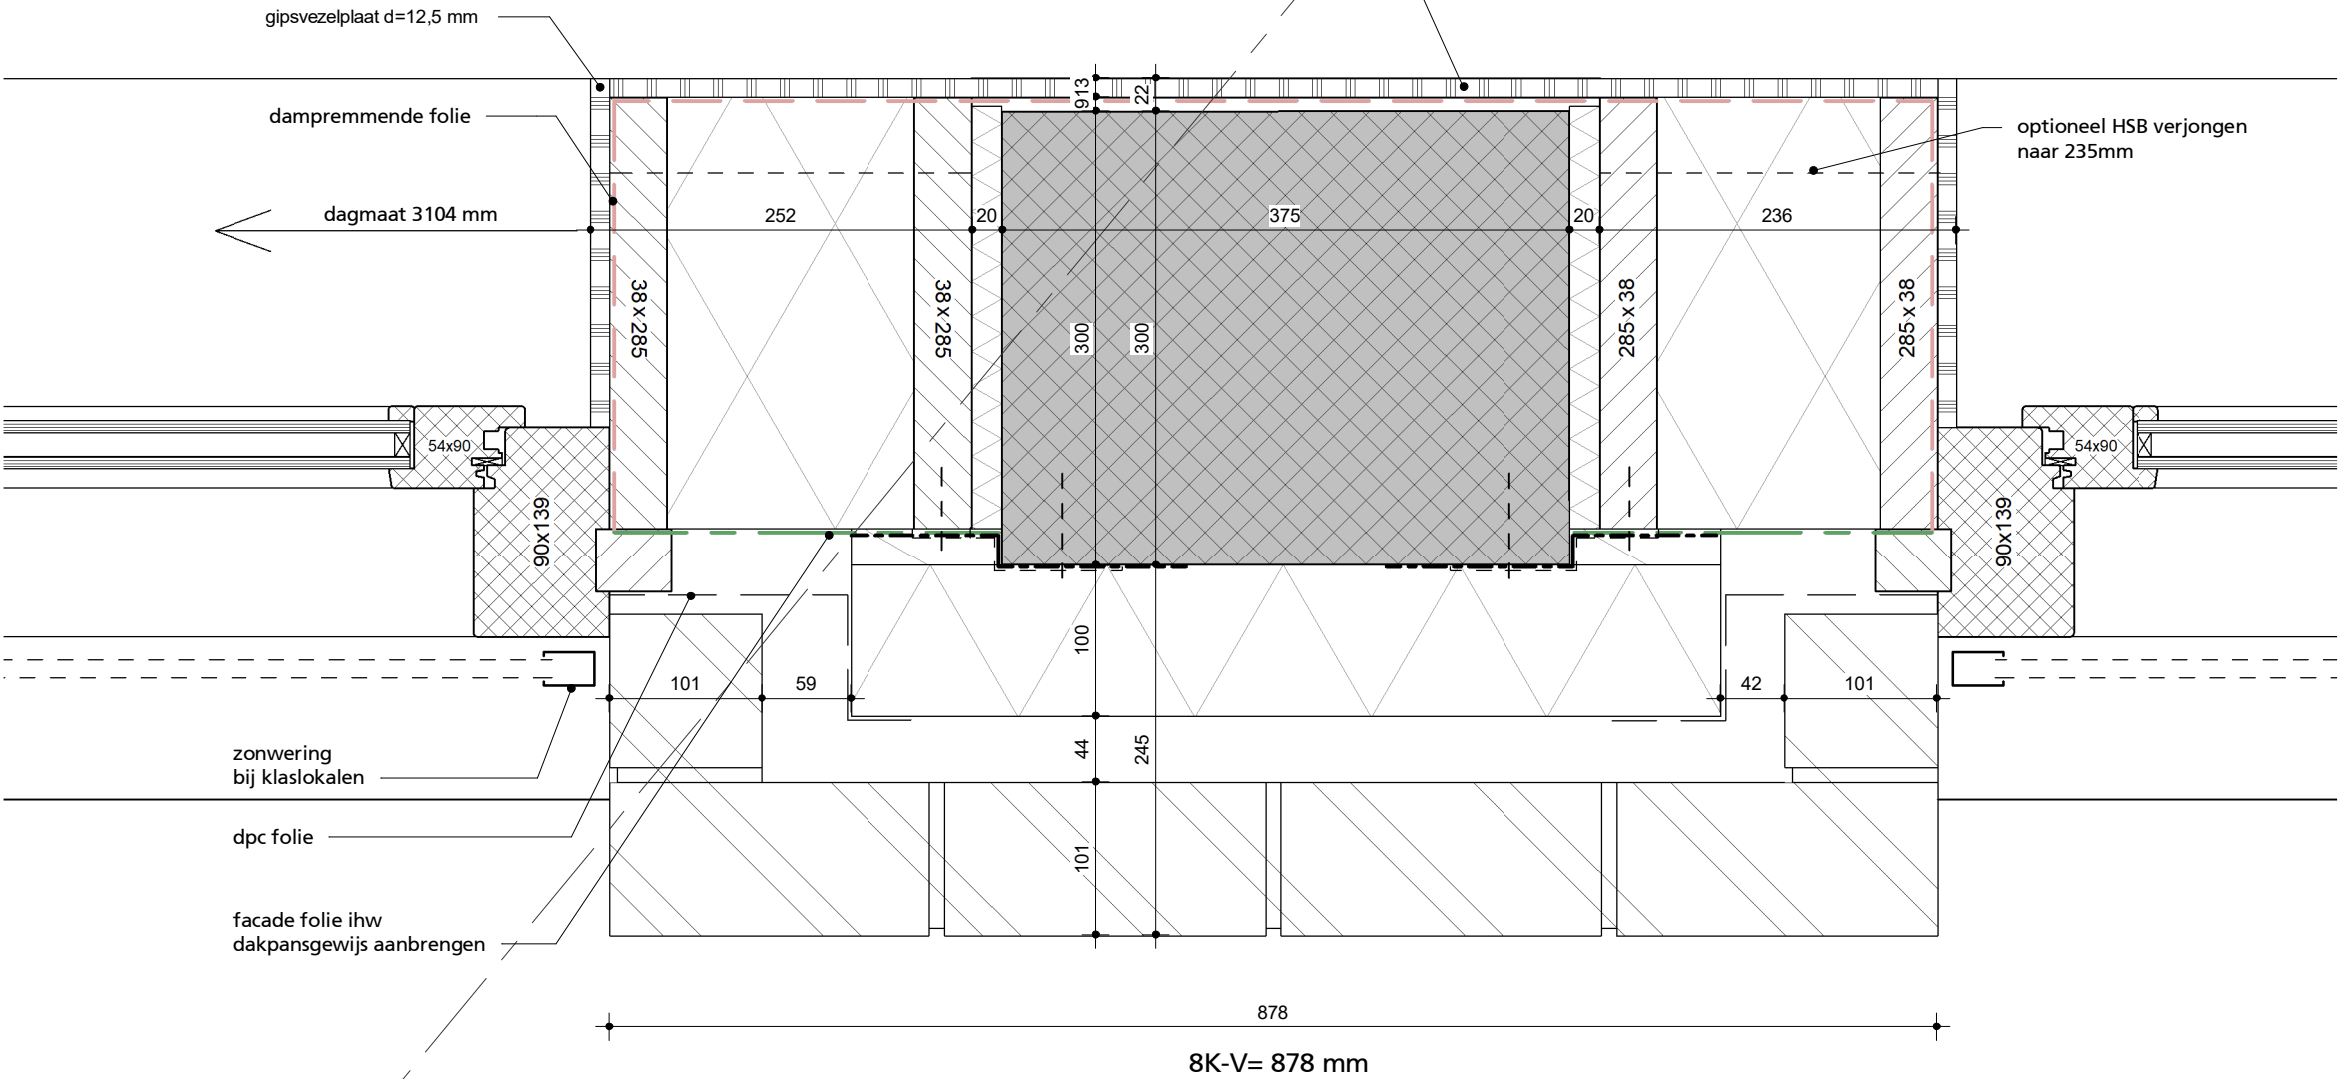 gipsvezelplaat d=12,5 mm
dampremmende folie
dagmaat 3104 mm
optioneel HSB verjongen
naar 235mm
913
22
252
20
375
20
236
38 x 285
38 x 285
300
300
285 x 38
285 x 38
54x90
54x90
90x139
90x139
101
59
100
42
101
44
245
101
zonwering
bij klaslokalen
dpc folie
facade folie ihw
dakpansgewijs aanbrengen
878
8K-V= 878 mm